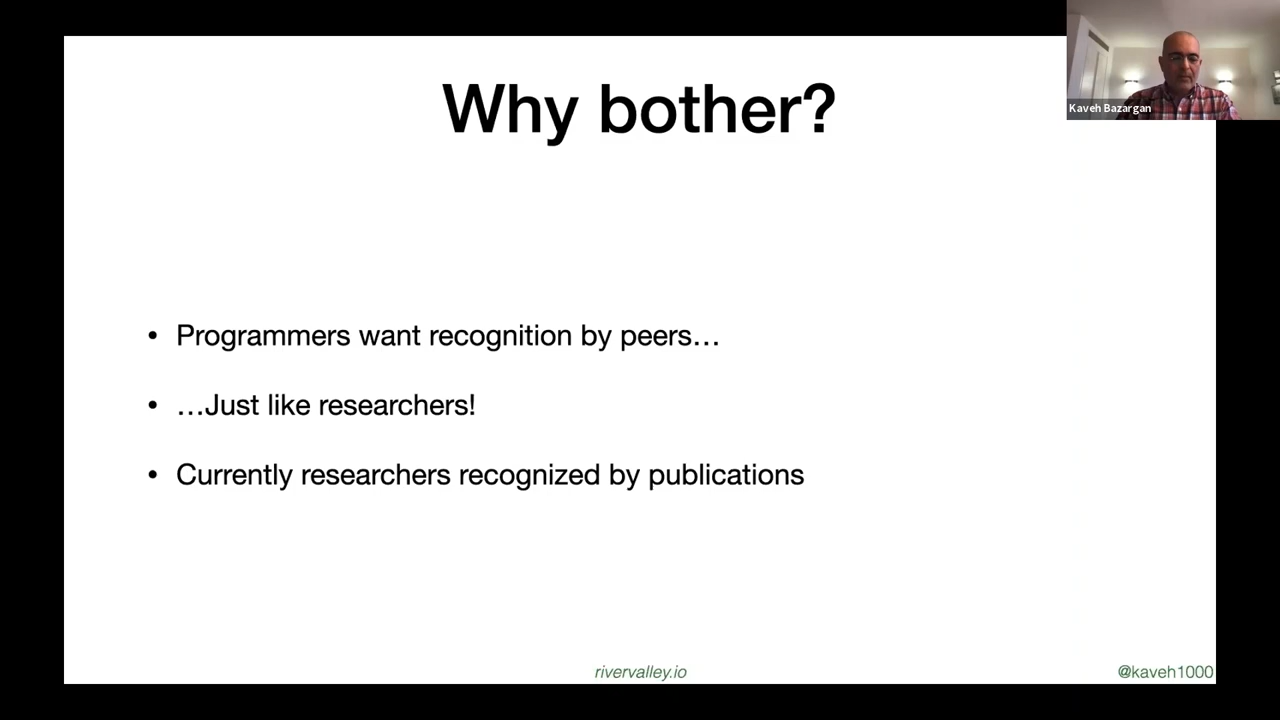 Why bother?
Kaveh Bazargan
• Programmers want recognition by peers…
• …Just like researchers!
• Currently researchers recognized by publications
rivervalley.io
@kaveh1000